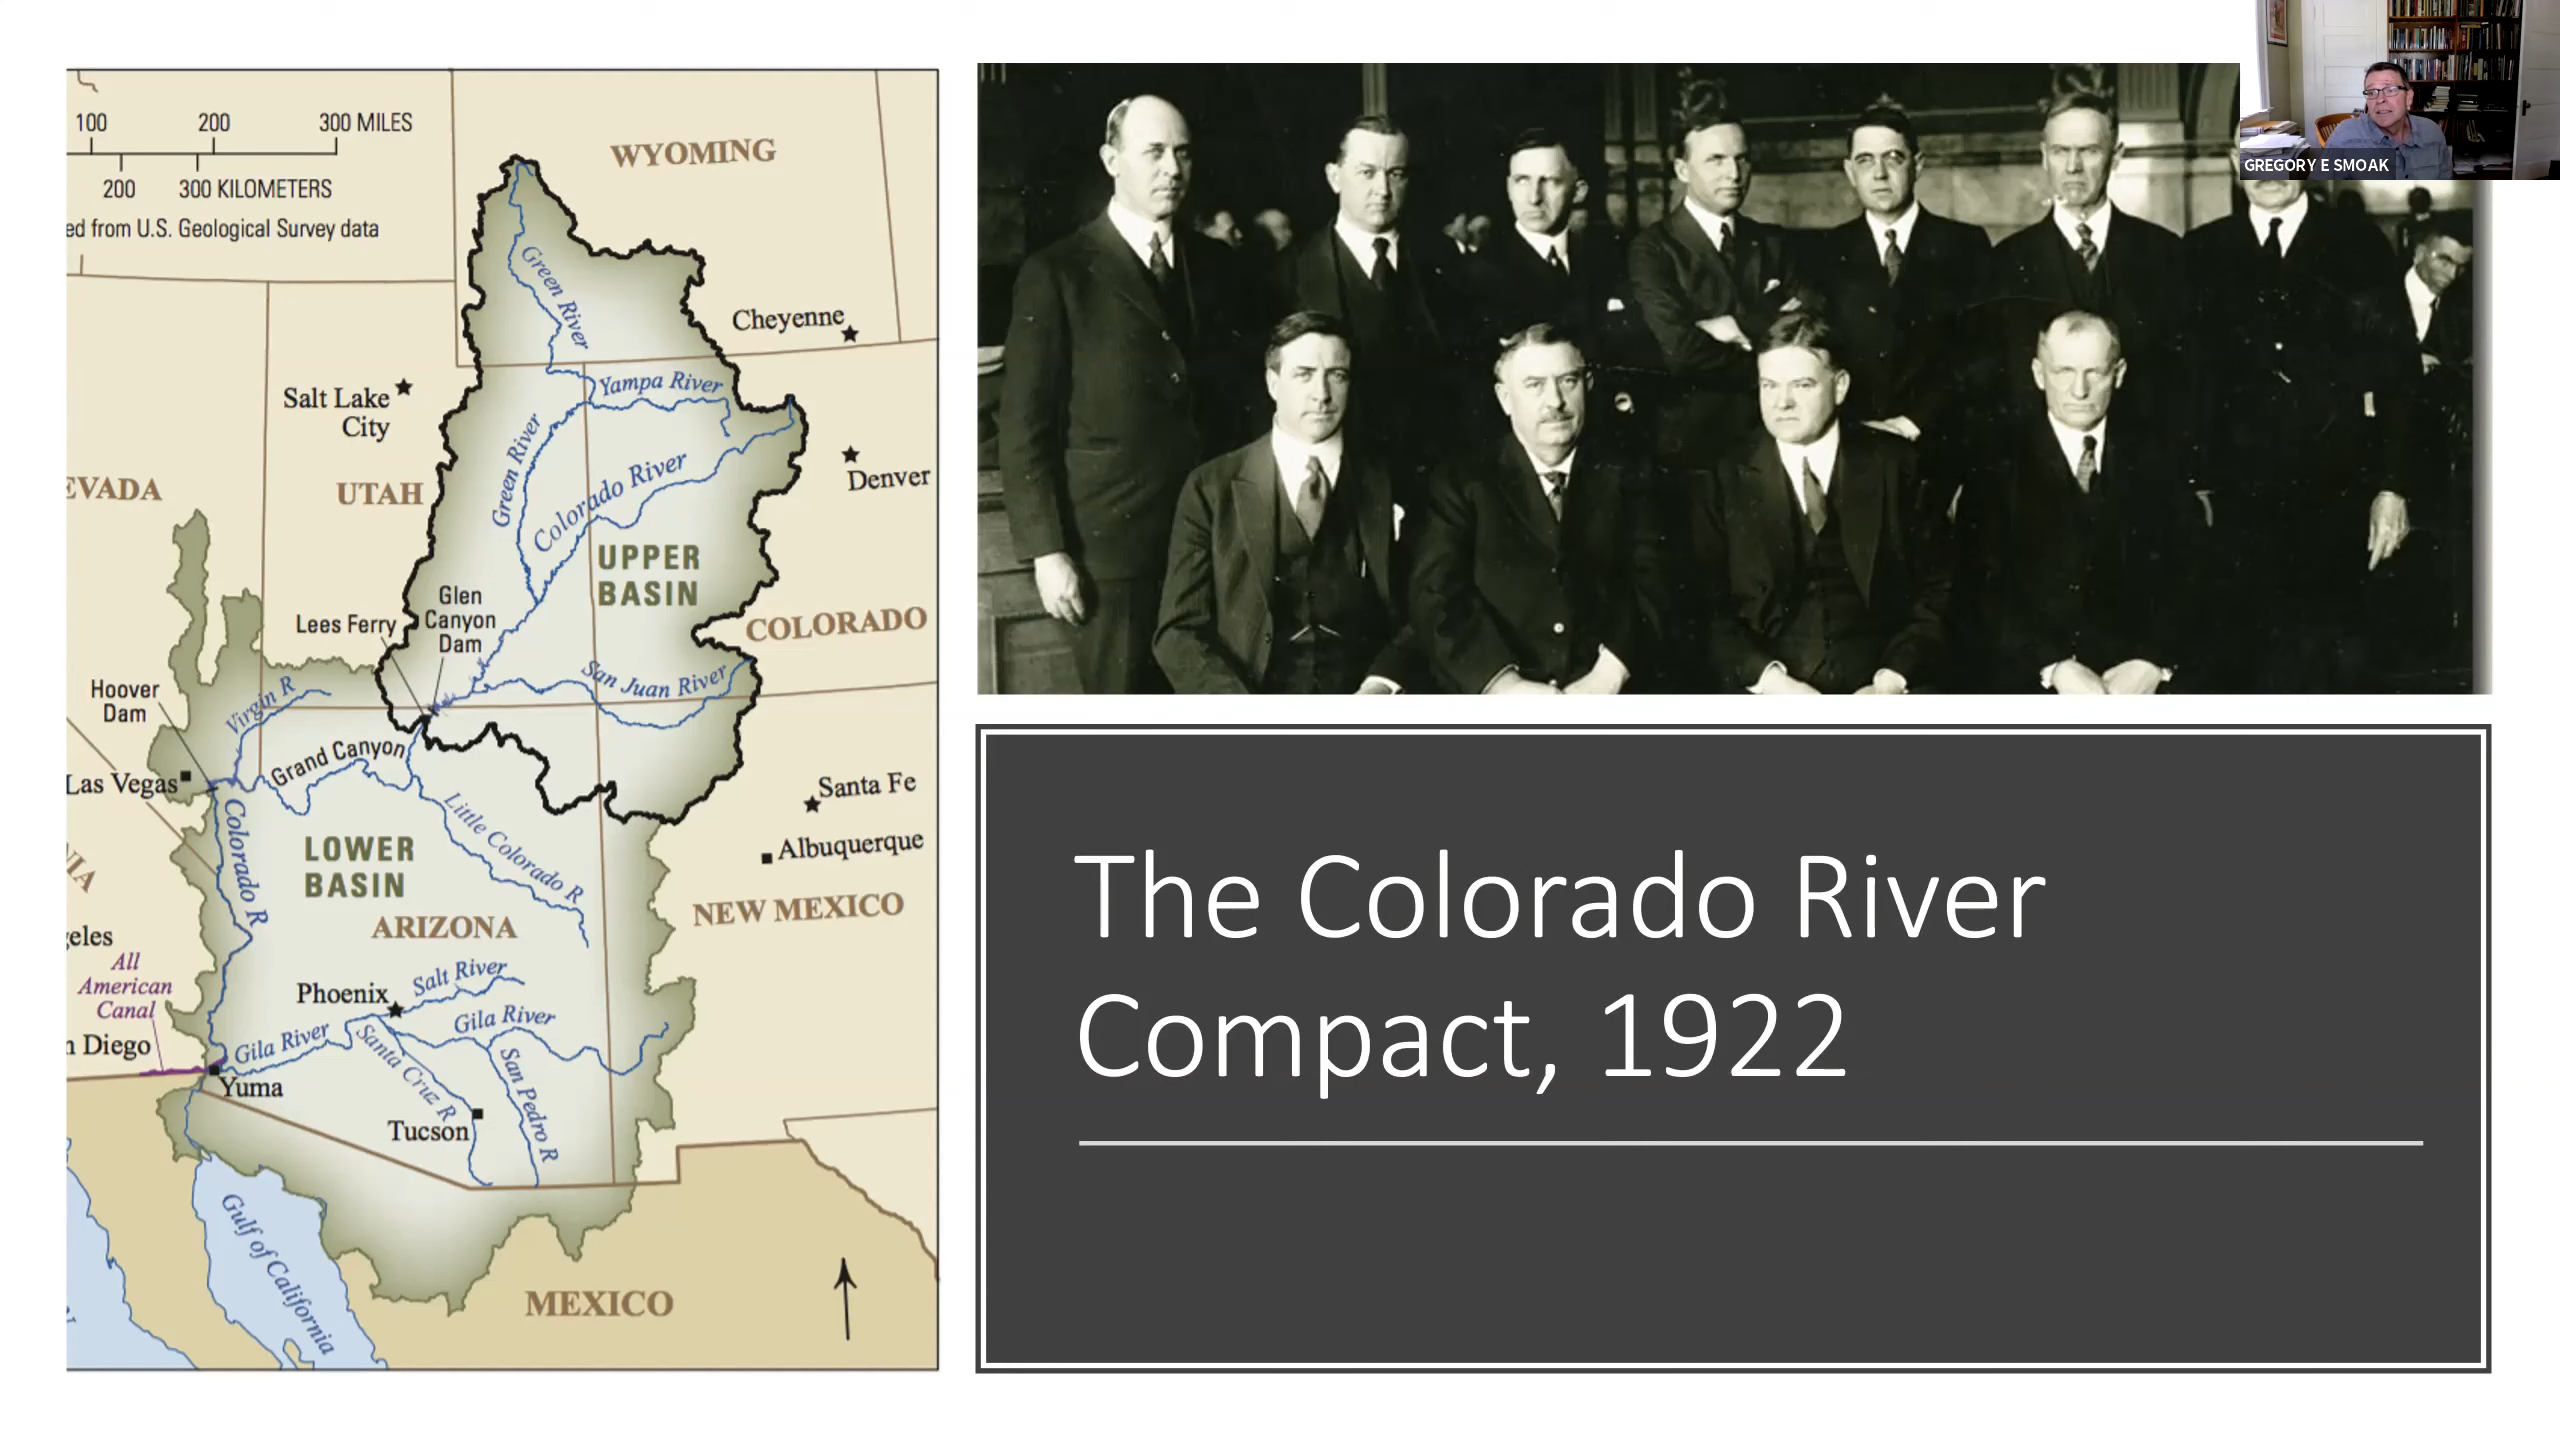 100 200 300 MILES
200 300 KILOMETERS
ed from U.S. Geological Survey data
WYOMING
Green River
Cheyenne
Yampa River
Salt Lake
City
Green River
Colorado River
Denver
EVADA
UTAH
UPPER
BASIN
Glen
Canyon
Dam
Lees Ferry
COLORADO
San Juan River
Hoover
Dam
Virgin R
Grand Canyon
Las Vegas
Santa Fe
Colorado R
Little Colorado R
LOWER
BASIN
Albuquerque
NIA
NEW MEXICO
ARIZONA
geles
All
American
Canal
Phoenix
Salt River
Gila River
n Diego
Gila River
Santa Cruz R
San Pedro R
Yuma
Tucson
Gulf of California
MEXICO
GREGORY E SMOAK
The Colorado River
Compact, 1922